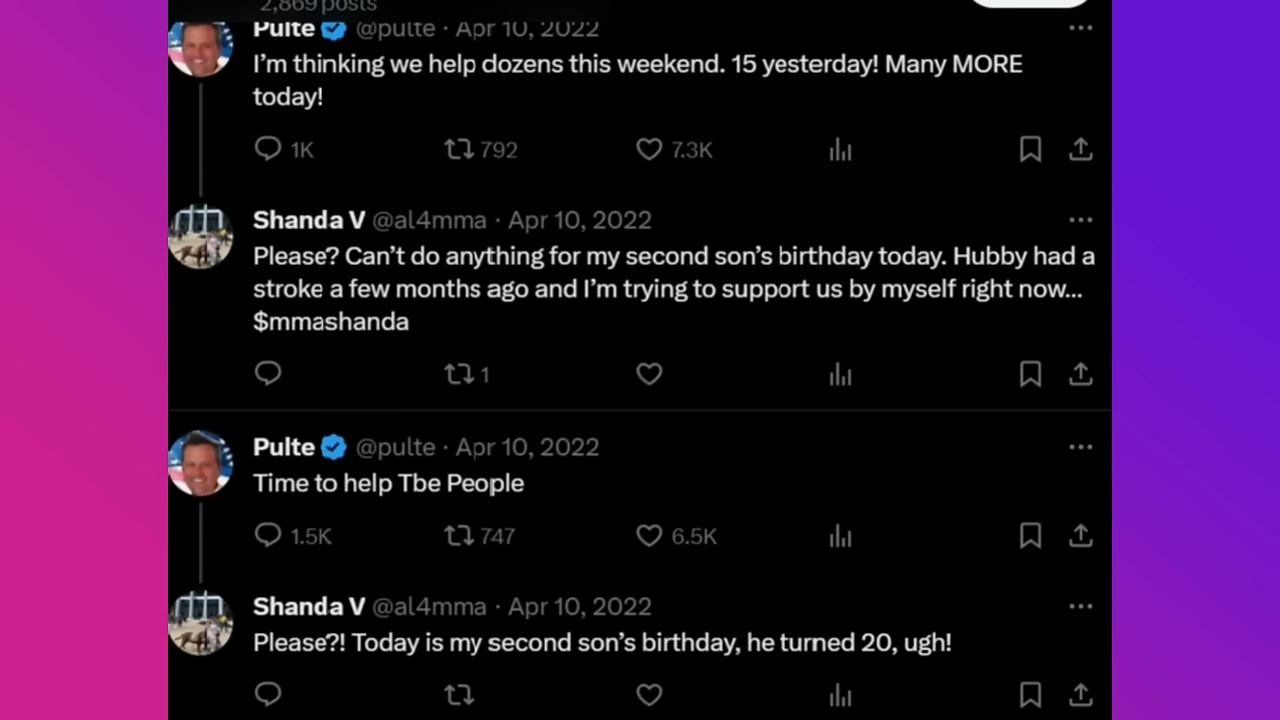 2,869 posts
Pulte @pulte · Apr 10, 2022
I'm thinking we help dozens this weekend. 15 yesterday! Many MORE
today!
1K 792 7.3K
Shanda V @al4mma · Apr 10, 2022
Please? Can't do anything for my second son's birthday today. Hubby had a
stroke a few months ago and I'm trying to support us by myself right now...
$mmashanda
1
Pulte @pulte · Apr 10, 2022
Time to help Tbe People
1.5K 747 6.5K
Shanda V @al4mma · Apr 10, 2022
Please?! Today is my second son's birthday, he turned 20, ugh!